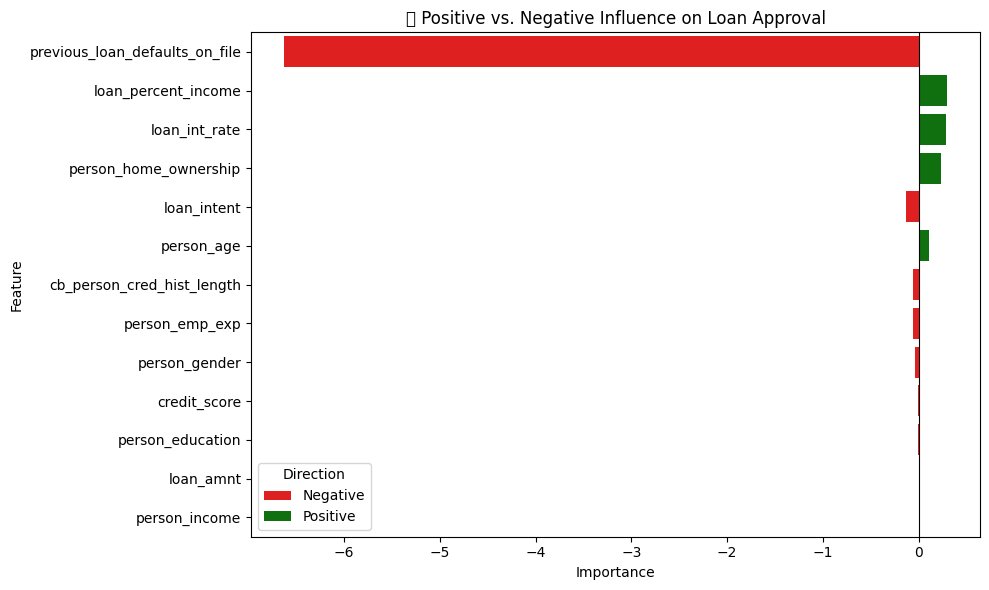 Positive vs. Negative Influence on Loan Approval
previous_loan_defaults_on_file
loan_percent_income
loan_int_rate
person_home_ownership
loan_intent
person_age
cb_person_cred_hist_length
person_emp_exp
person_gender
credit_score
person_education
loan_amnt
person_income
Feature
Direction
Negative
Positive
−6 −5 −4 −3 −2 −1 0
Importance